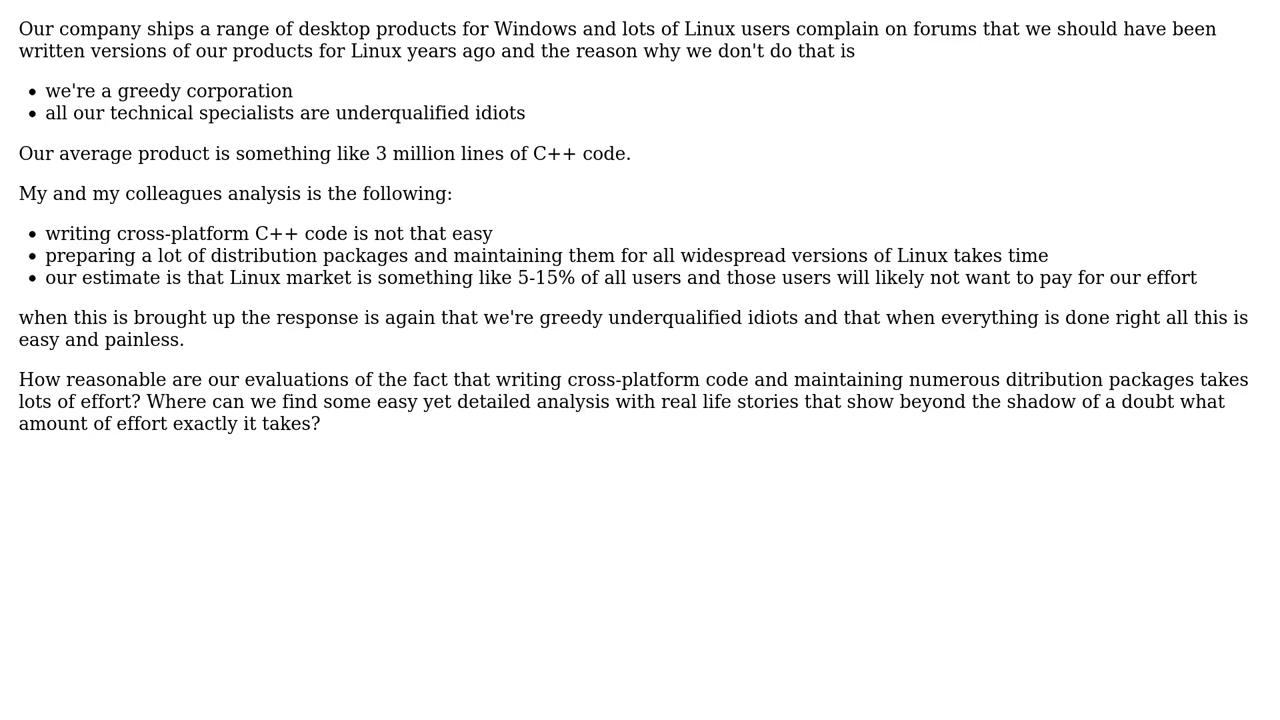 Our company ships a range of desktop products for Windows and lots of Linux users complain on forums that we should have been
written versions of our products for Linux years ago and the reason why we don't do that is
• we're a greedy corporation
• all our technical specialists are underqualified idiots
Our average product is something like 3 million lines of C++ code.
My and my colleagues analysis is the following:
• writing cross-platform C++ code is not that easy
• preparing a lot of distribution packages and maintaining them for all widespread versions of Linux takes time
• our estimate is that Linux market is something like 5-15% of all users and those users will likely not want to pay for our effort
when this is brought up the response is again that we're greedy underqualified idiots and that when everything is done right all this is
easy and painless.
How reasonable are our evaluations of the fact that writing cross-platform code and maintaining numerous ditribution packages takes
lots of effort? Where can we find some easy yet detailed analysis with real life stories that show beyond the shadow of a doubt what
amount of effort exactly it takes?